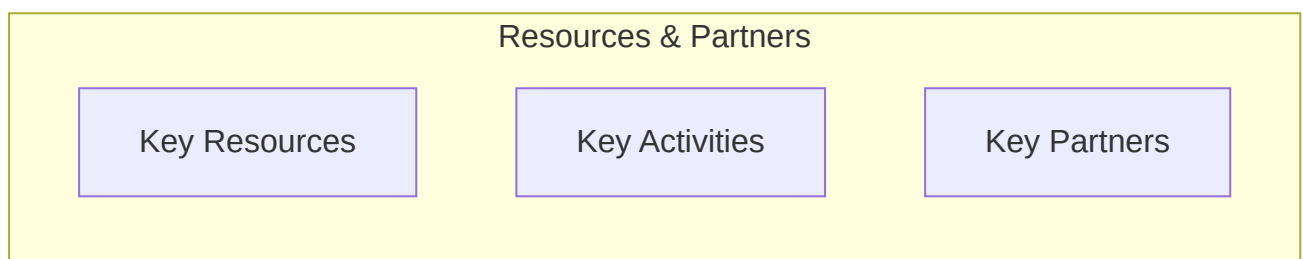 Resources & Partners
Key Resources
Key Activities
Key Partners